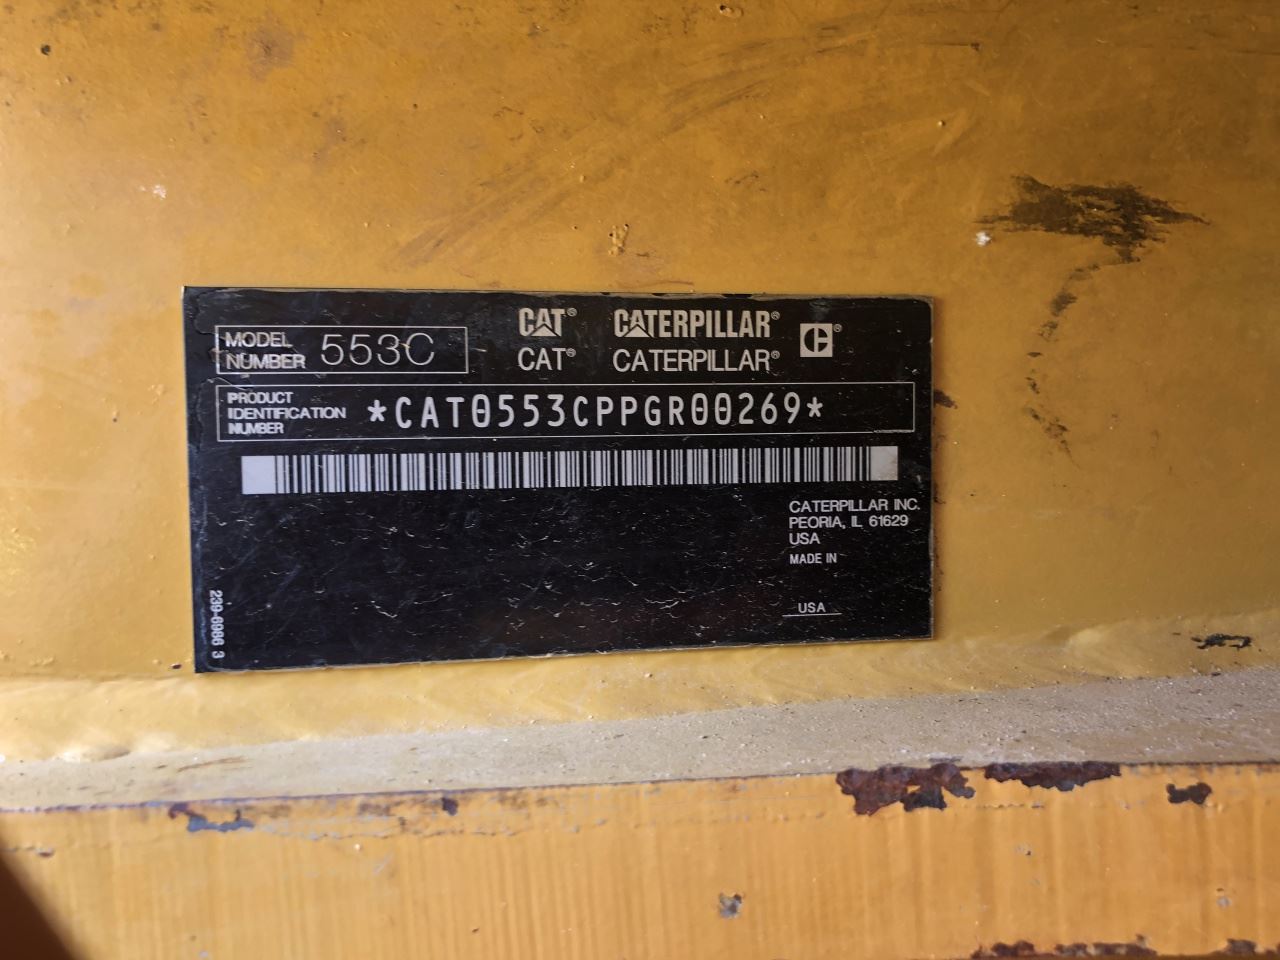 CAT® CATERPILLAR®
CAT® CATERPILLAR®
MODEL
NUMBER 553C
PRODUCT
IDENTIFICATION
NUMBER
*CAT0553CPPGR00269*
CATERPILLAR INC.
PEORIA, IL 61629
USA
MADE IN
USA
239-6986 3